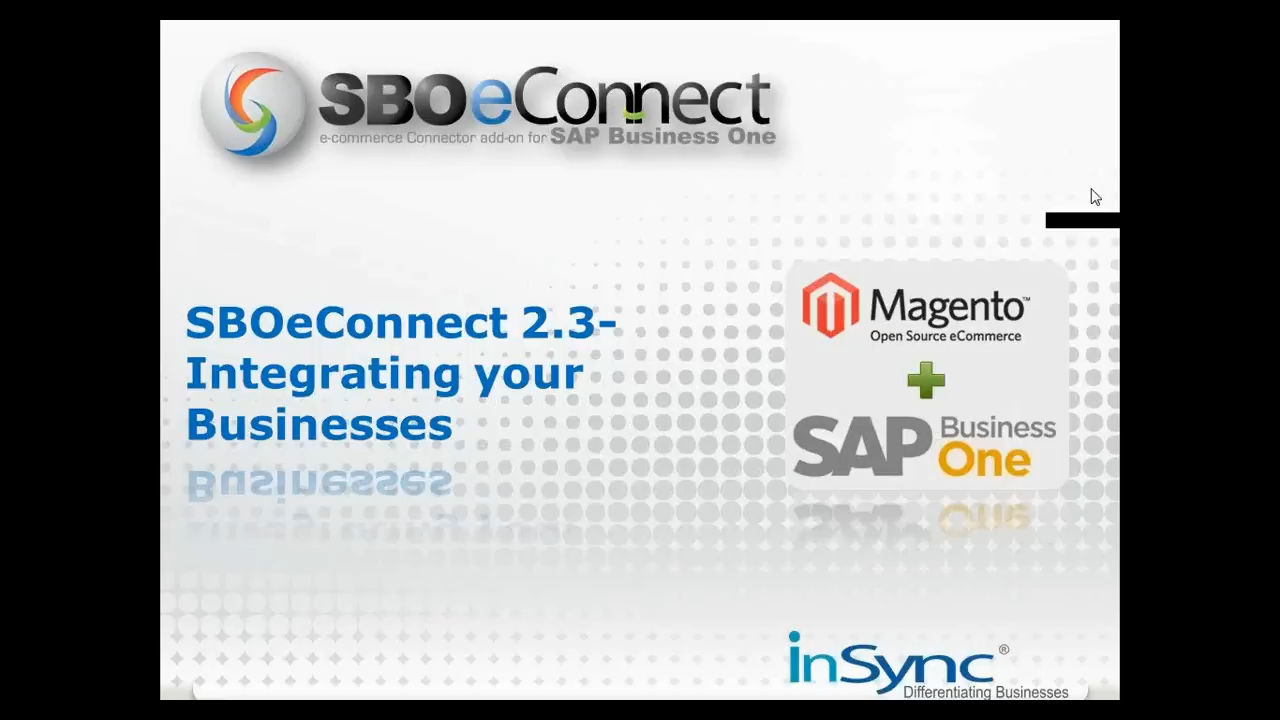 SBOeConnect
e-commerce Connector add-on for SAP Business One
SBOeConnect 2.3-
Integrating your
Businesses
Magento™
Open Source eCommerce
SAP Business
One
inSync®
Differentiating Businesses